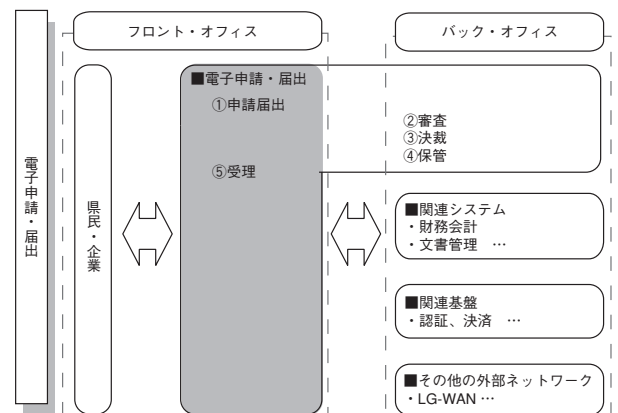 フロント・オフィス
バック・オフィス
電子申請・届出
県民・企業
■電子申請・届出
①申請届出
⑤受理
②審査
③決裁
④保管
■関連システム
・財務会計
・文書管理　…
■関連基盤
・認証、決済　…
■その他の外部ネットワーク
・LG-WAN …